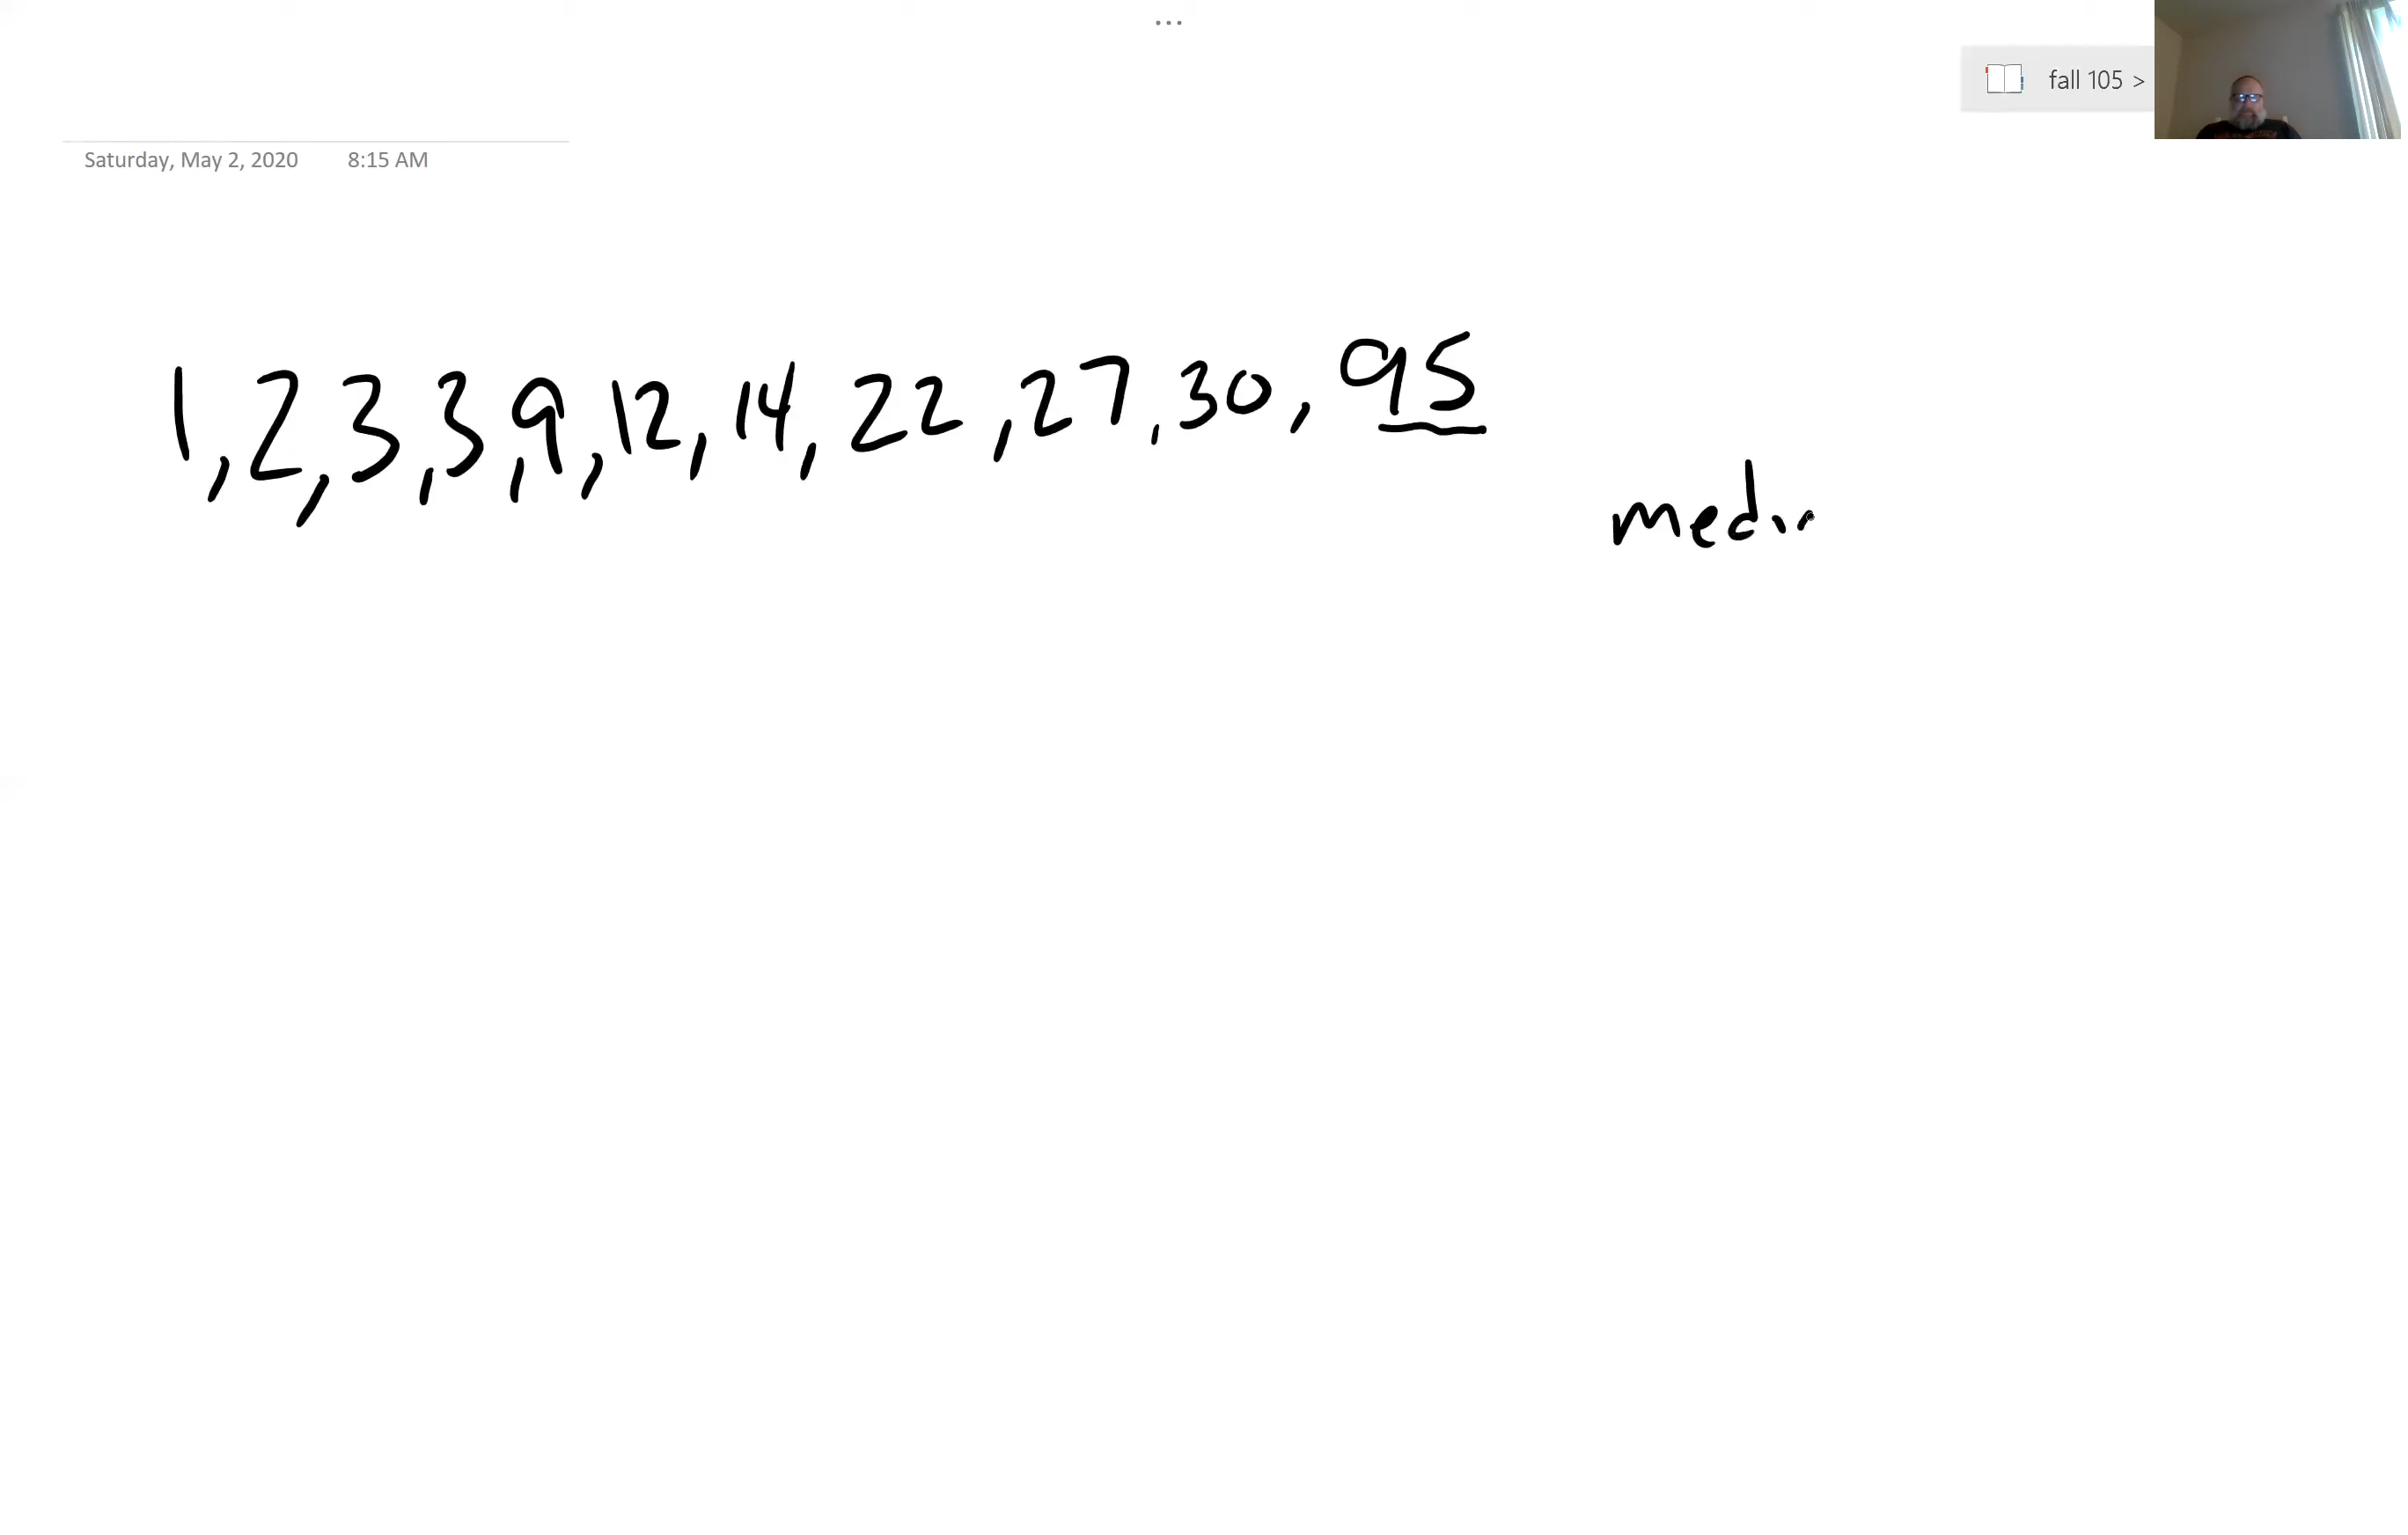 fall 105 >
Saturday, May 2, 2020 8:15 AM
1, 2, 3, 3, 9, 12, 14, 22, 27, 30, 95